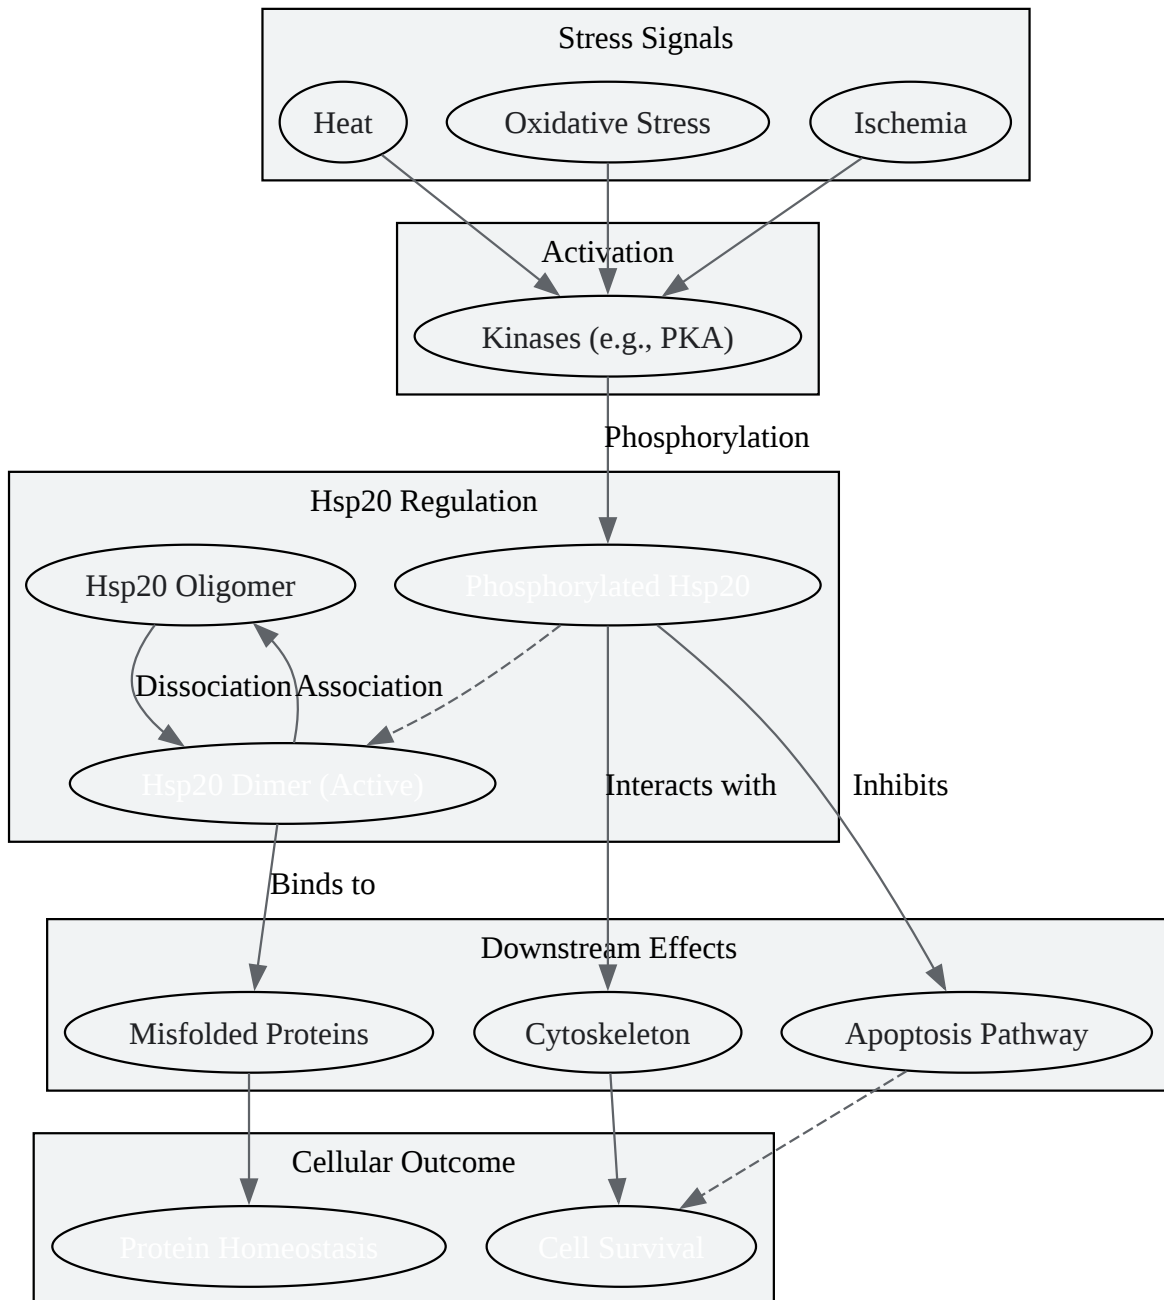 Stress Signals
Heat
Oxidative Stress
Ischemia
Activation
Kinases (e.g., PKA)
Phosphorylation
Hsp20 Regulation
Hsp20 Oligomer
Phosphorylated Hsp20
Dissociation
Association
Hsp20 Dimer (Active)
Interacts with
Inhibits
Binds to
Downstream Effects
Misfolded Proteins
Cytoskeleton
Apoptosis Pathway
Cellular Outcome
Protein Homeostasis
Cell Survival